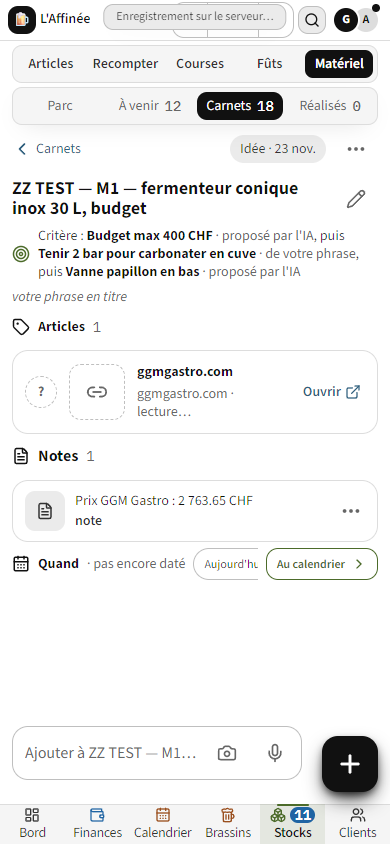 L'Affinée
Enregistrement sur le serveur…
G
A
Articles
Recompter
Courses
Fûts
Matériel
Parc
À venir 12
Carnets 18
Réalisés 0
Carnets
Idée · 23 nov.
ZZ TEST — M1 — fermenteur conique
inox 30 L, budget
Critère : Budget max 400 CHF · proposé par l'IA, puis
Tenir 2 bar pour carbonater en cuve · de votre phrase,
puis Vanne papillon en bas · proposé par l'IA
votre phrase en titre
Articles 1
?
ggmgastro.com
ggmgastro.com ·
lecture…
Ouvrir
Notes 1
Prix GGM Gastro : 2 763.65 CHF
note
Quand · pas encore daté
Aujourd'hu
Au calendrier
Ajouter à ZZ TEST — M1…
Bord
Finances
Calendrier
Brassins
11
Stocks
Clients